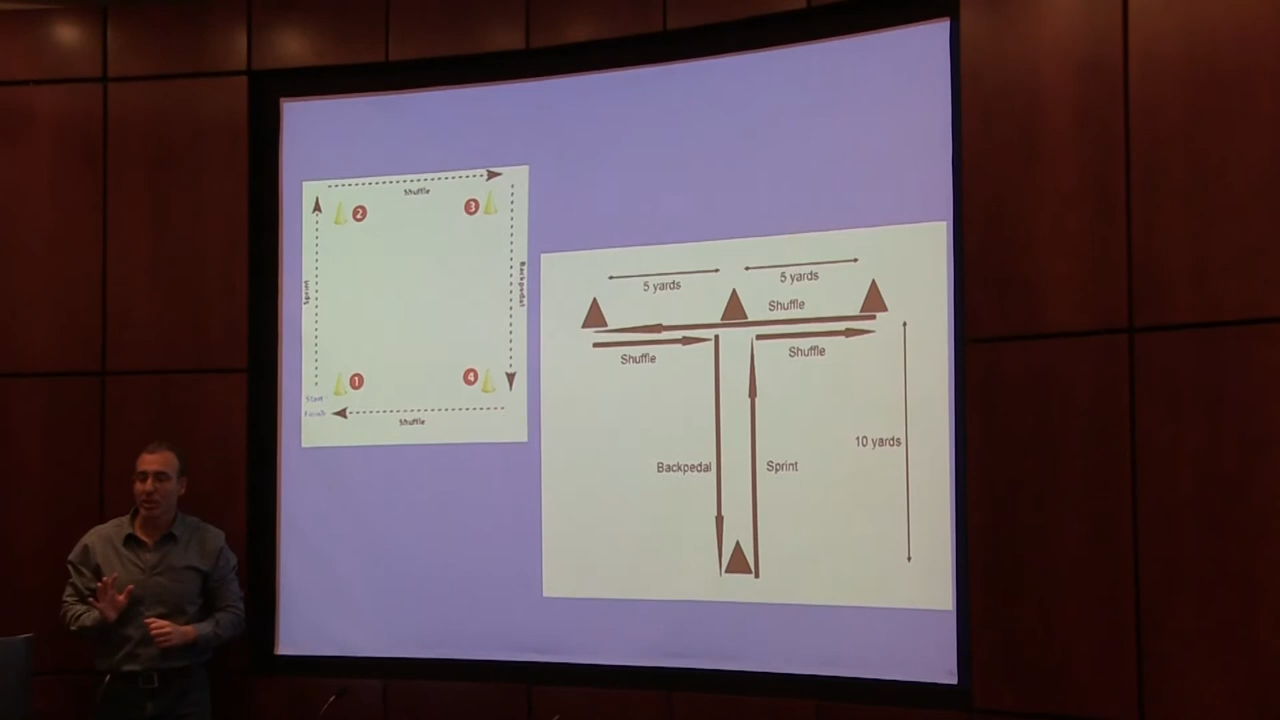 Shuffle
2
3
Sprint
Backpedal
1
4
Start
Finish
Shuffle
5 yards
5 yards
Shuffle
Shuffle
Shuffle
10 yards
Backpedal
Sprint